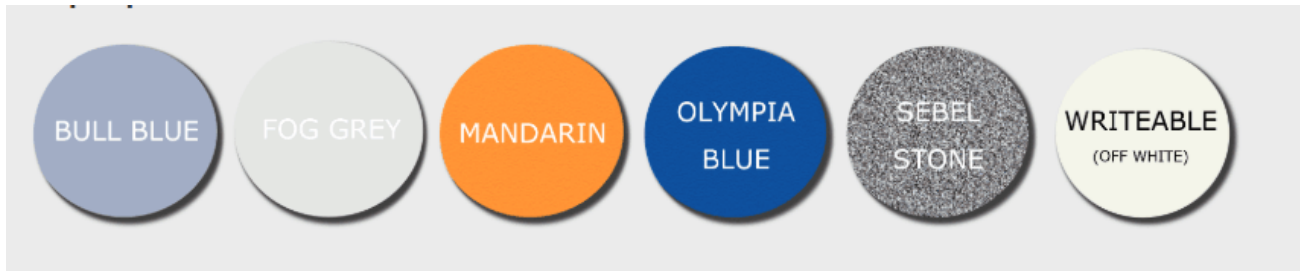 BULL BLUE
FOG GREY
MANDARIN
OLYMPIA
BLUE
SEBEL
STONE
WRITEABLE
(OFF WHITE)